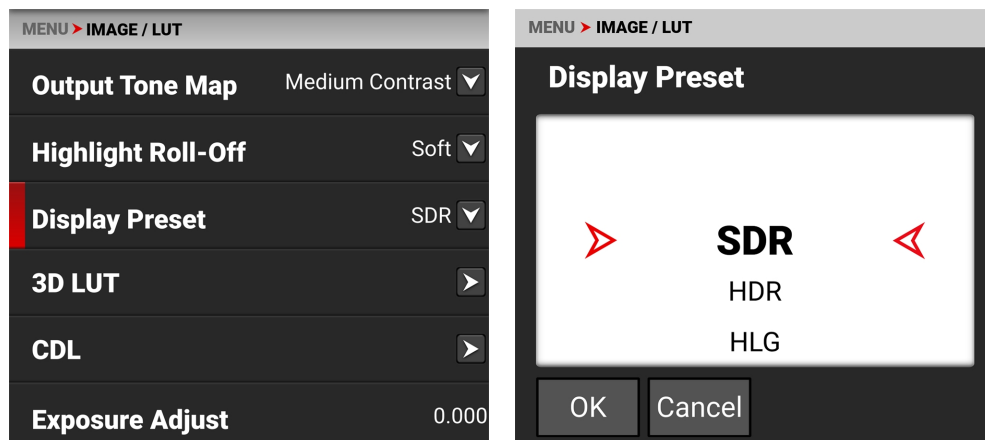 MENU IMAGE / LUT
Output Tone Map Medium Contrast
Highlight Roll-Off Soft
Display Preset SDR
3D LUT
CDL
Exposure Adjust 0.000
MENU IMAGE / LUT
Display Preset
SDR
HDR
HLG
OK Cancel